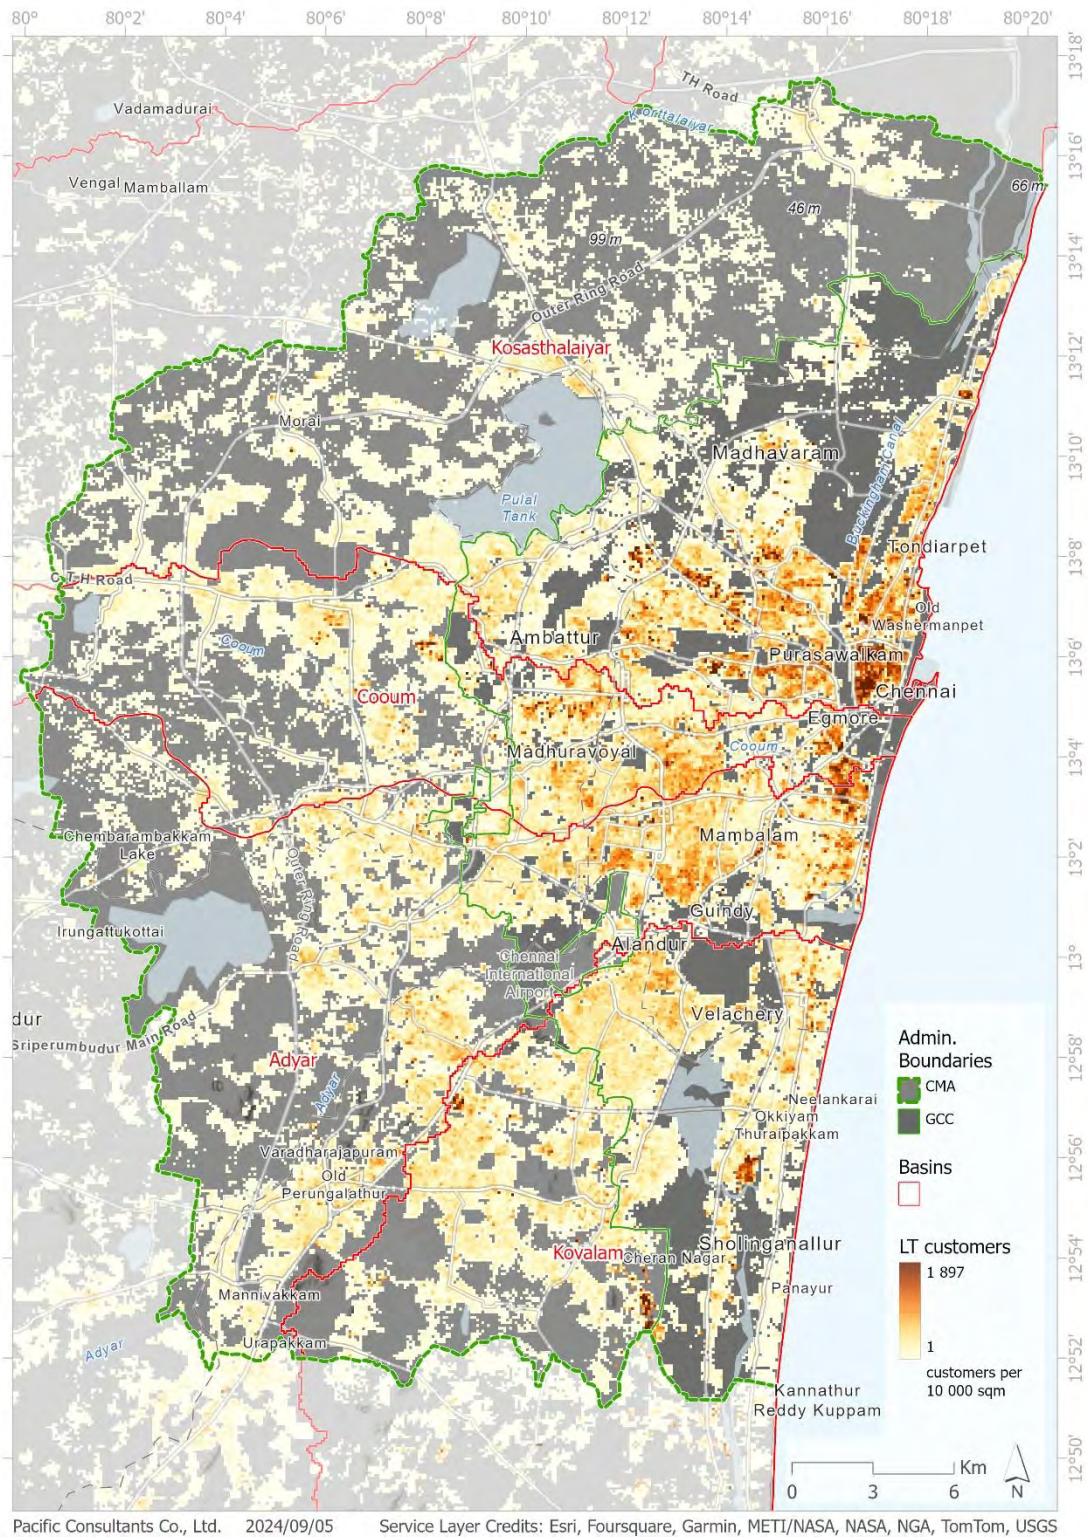 80° 80°2' 80°4' 80°6' 80°8' 80°10' 80°12' 80°14' 80°16' 80°18' 80°20'
13°18'
TH Road
Vadamadurai
Korttalaiyar
13°16'
Vengal Mamballam
66 m
46 m
99 m
13°14'
Outer Ring Road
Kosasthalaiyar
13°12'
Morai
Madhavaram
13°10'
Buckingham Canal
Pulal
Tank
Tondiarpet
13°8'
C T H Road
Old
Washermanpet
Ambattur
Cooum
Purasawalkam
13°6'
Cooum
Chennai
Egmore
Madhuravoyal
Cooum
13°4'
Chembarambakkam
Lake
Mambalam
13°2'
Outer Ring Road
Guindy
Irungattukottai
Alandur
Chennai
International
Airport
13°
dur
Velachery
Sriperumbudur Main Road
Adyar
12°58'
Adyar
Neelankarai
Okkiyam
Thuraipakkam
Varadharajapuram
12°56'
Old
Perungalathur
Kovalam
Cheran Nagar
Sholinganallur
12°54'
Mannivakkam
Panayur
Urapakkam
Adyar
12°52'
Kannathur
Reddy Kuppam
12°50'
Admin.
Boundaries
CMA
GCC
Basins
LT customers
1 897
1
customers per
10 000 sqm
Km
0 3 6
N
Pacific Consultants Co., Ltd. 2024/09/05 Service Layer Credits: Esri, Foursquare, Garmin, METI/NASA, NASA, NGA, TomTom, USGS